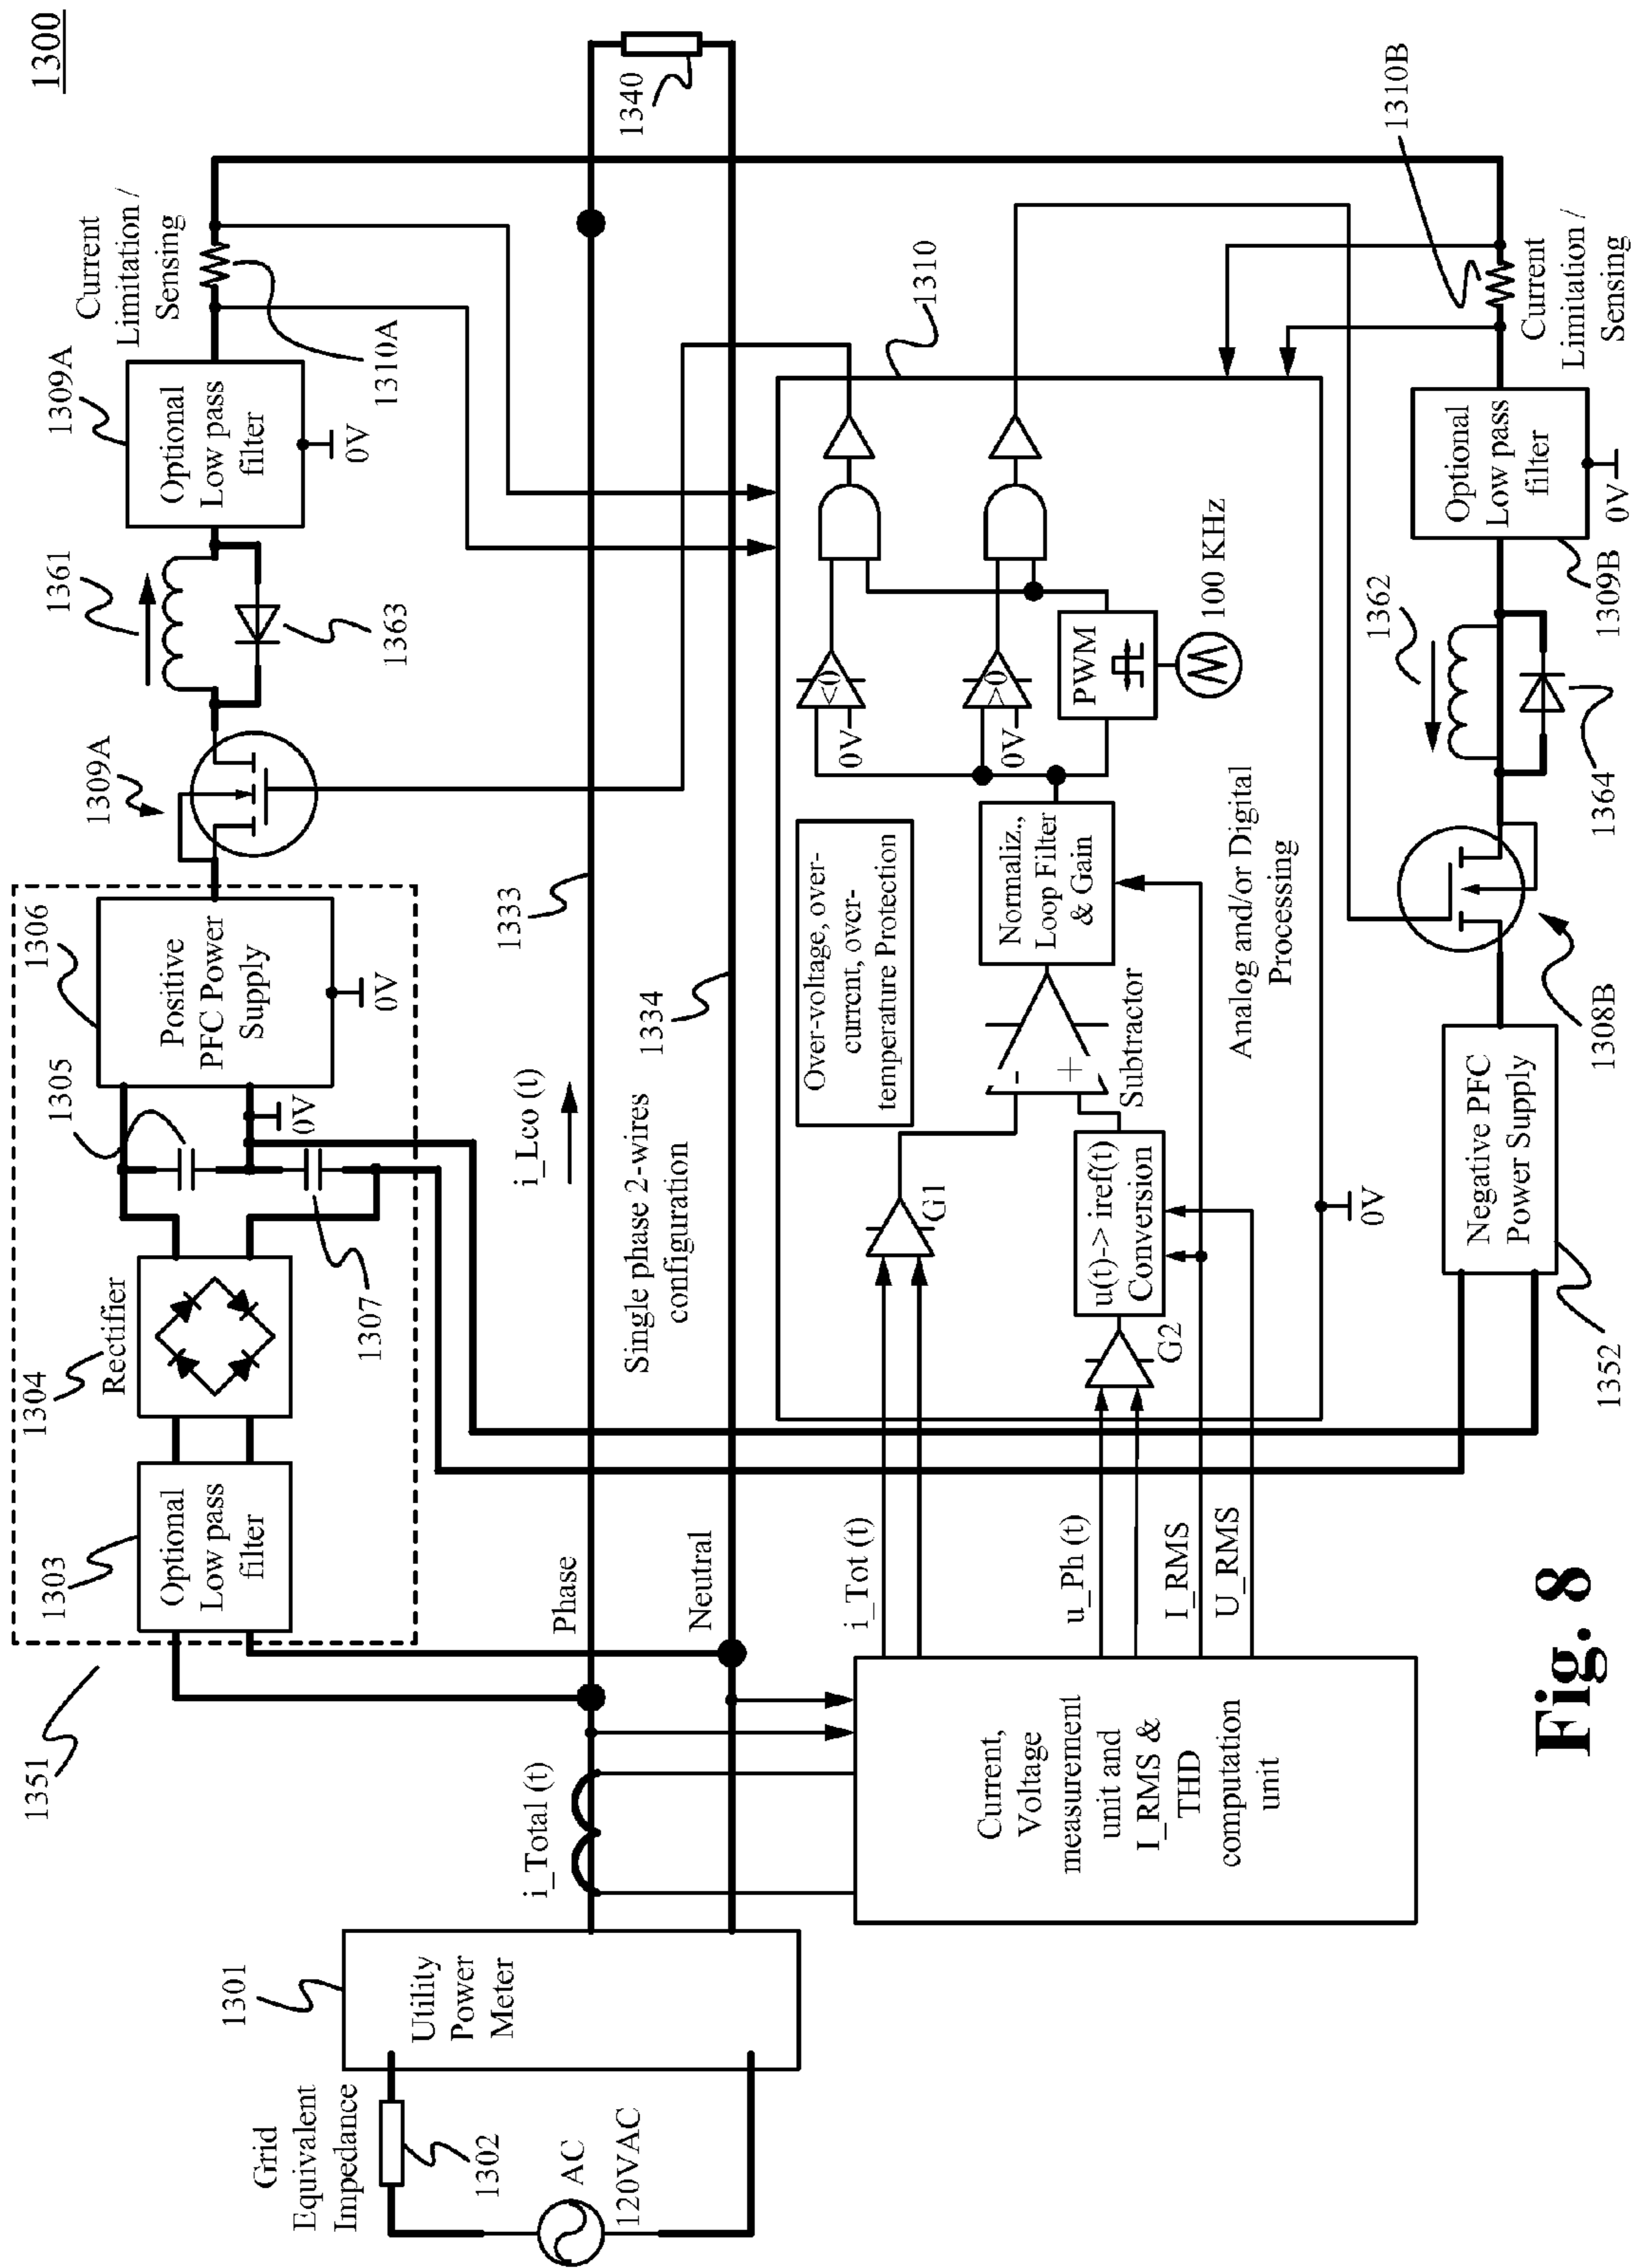 1300
1351
1303
Optional
Low pass
filter
1304
Rectifier
1305
1307
0V
1306
Positive
PFC Power
Supply
0V
1309A
1361
1363
1309A
Optional
Low pass
filter
0V
Current
Limitation /
Sensing
1310A
Grid
Equivalent
Impedance
1302
AC
120VAC
1301
Utility
Power
Meter
i_Total (t)
Phase
Neutral
Single phase 2-wires
configuration
i_Lco (t)
1333
1334
1340
Current,
Voltage
measurement
unit and
I_RMS &
THD
computation
unit
i_Tot (t)
u_Ph (t)
I_RMS
U_RMS
G1
G2
u(t)-> iref(t)
Conversion
-
+
Subtractor
Over-voltage, over-
current, over-
temperature Protection
Normaliz.,
Loop Filter
& Gain
<0
0V
>0
0V
PWM
100 KHz
Analog and/or Digital
Processing
0V
1310
1352
Negative PFC
Power Supply
1308B
1362
1364
1309B
Optional
Low pass
filter
0V
Current
Limitation /
Sensing
1310B
Fig. 8